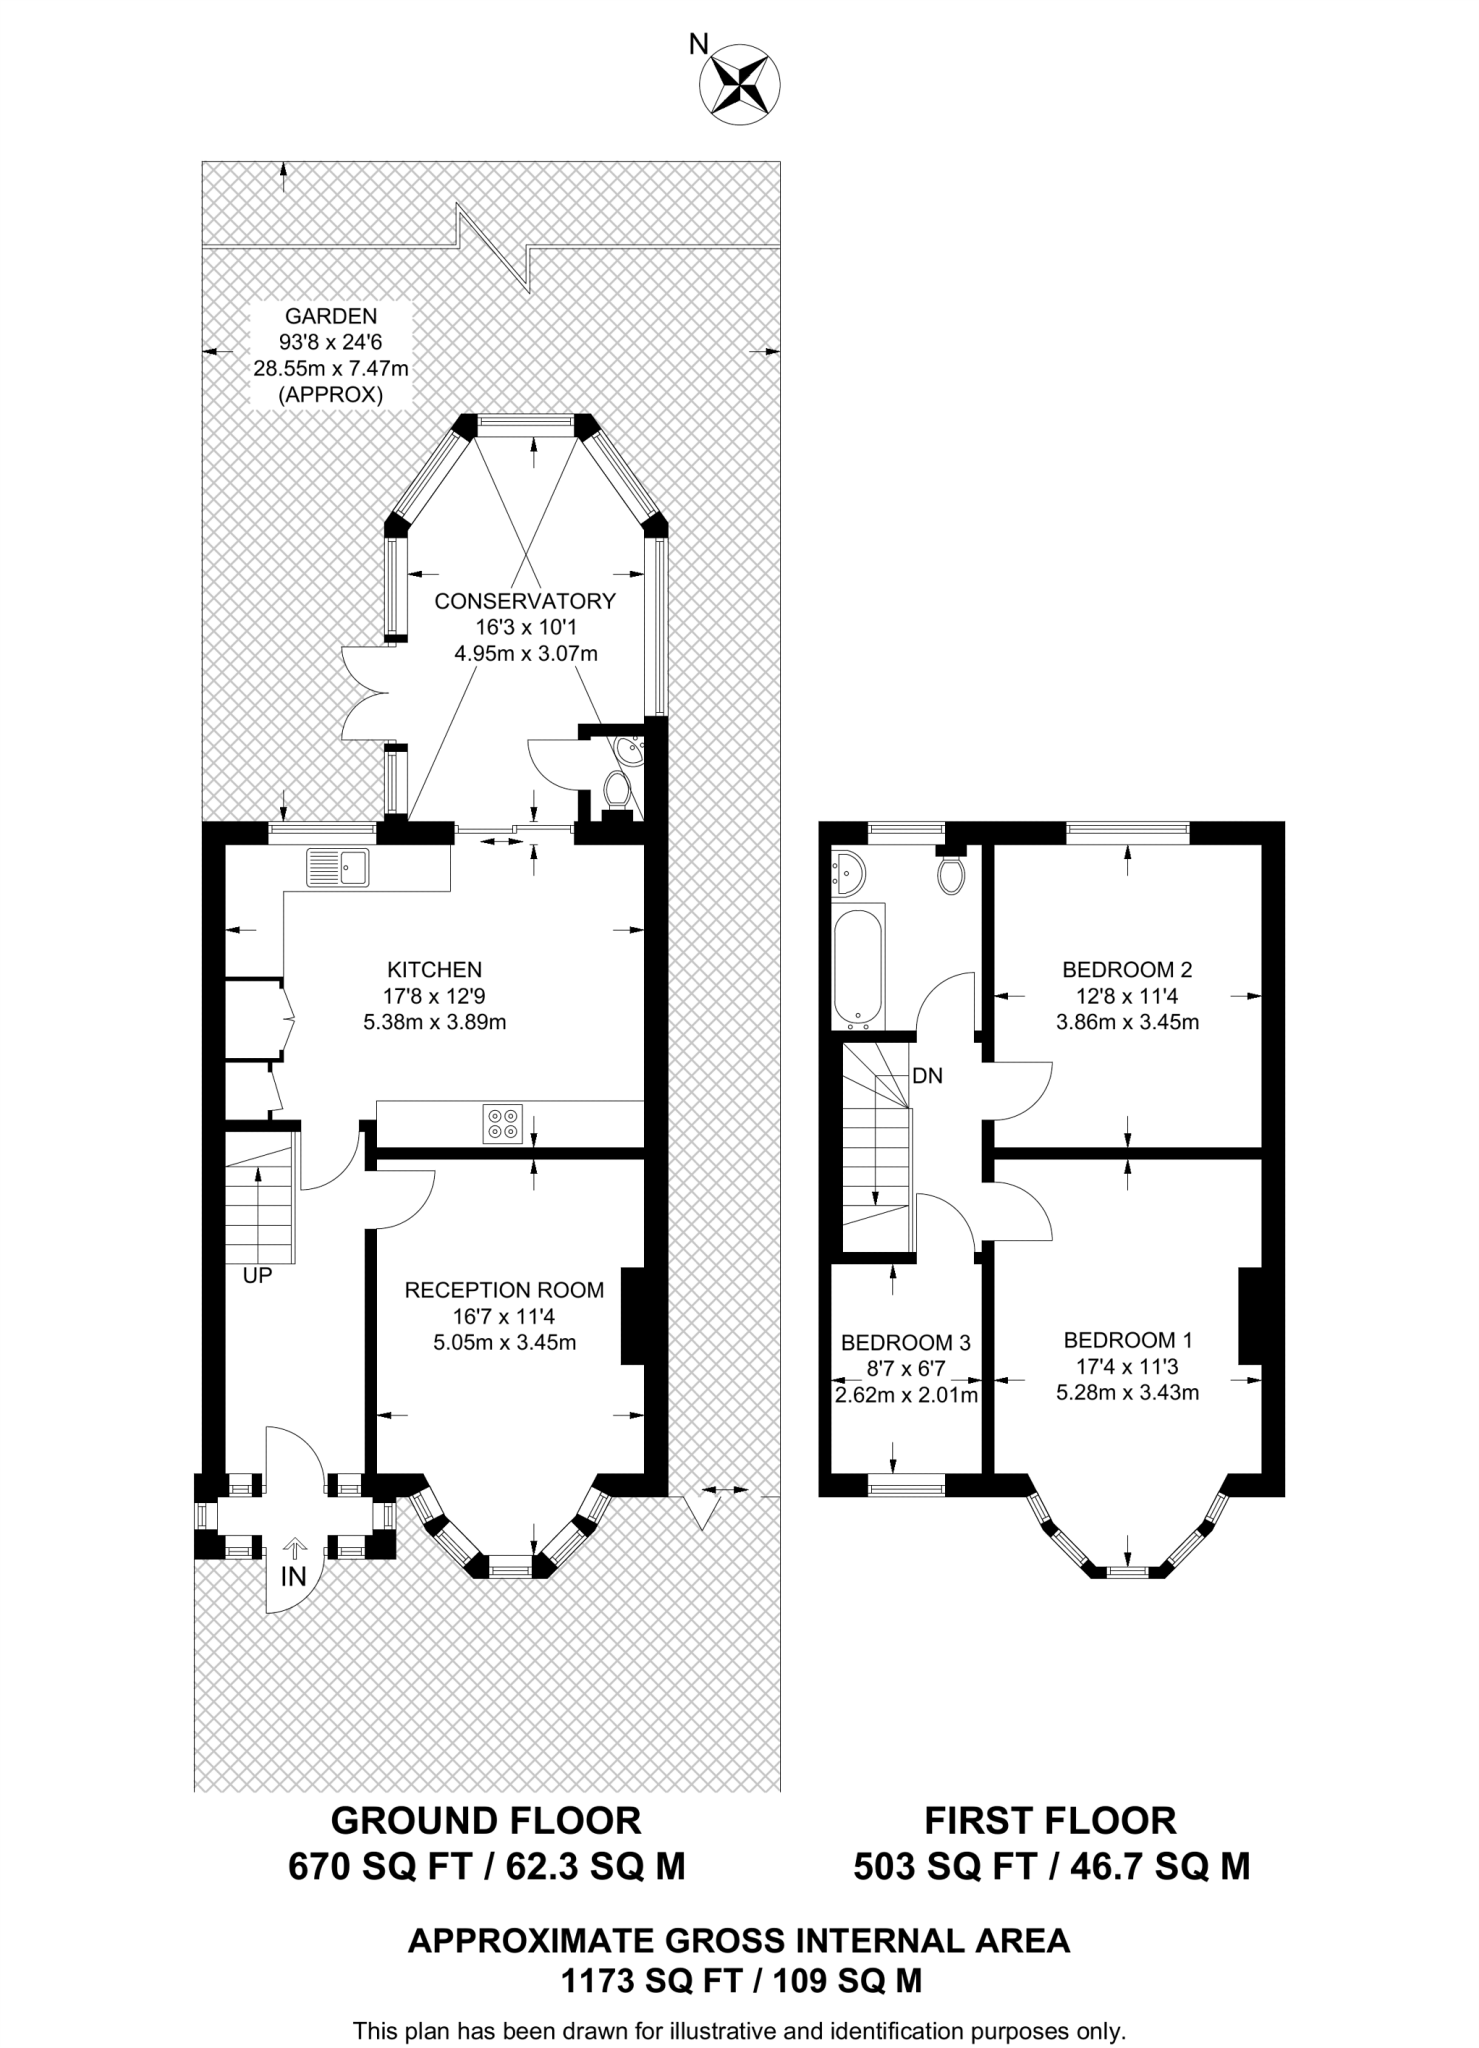 N
GARDEN
93'8 x 24'6
28.55m x 7.47m
(APPROX)
CONSERVATORY
16'3 x 10'1
4.95m x 3.07m
KITCHEN
17'8 x 12'9
5.38m x 3.89m
UP
RECEPTION ROOM
16'7 x 11'4
5.05m x 3.45m
IN
BEDROOM 2
12'8 x 11'4
3.86m x 3.45m
DN
BEDROOM 3
8'7 x 6'7
2.62m x 2.01m
BEDROOM 1
17'4 x 11'3
5.28m x 3.43m
GROUND FLOOR
670 SQ FT / 62.3 SQ M
FIRST FLOOR
503 SQ FT / 46.7 SQ M
APPROXIMATE GROSS INTERNAL AREA
1173 SQ FT / 109 SQ M
This plan has been drawn for illustrative and identification purposes only.